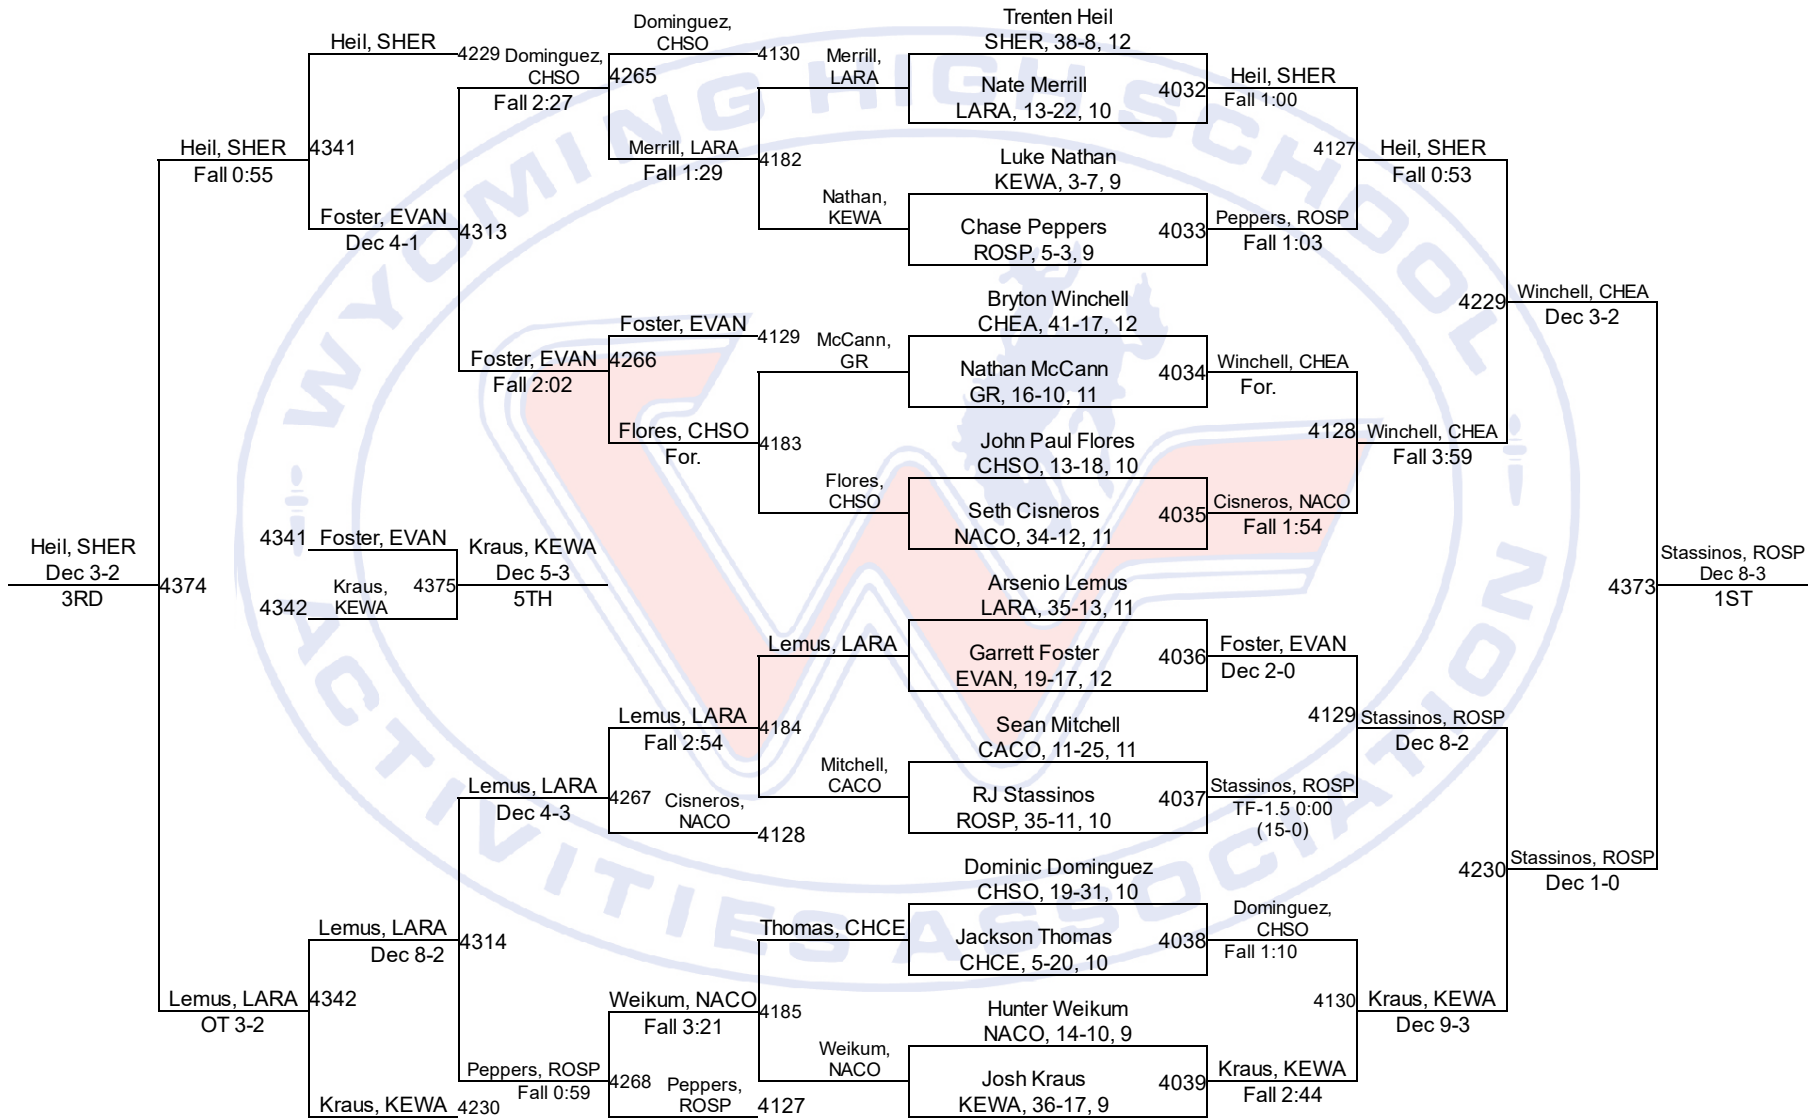 Trenten Heil
SHER, 38-8, 12
Nate Merrill
LARA, 13-22, 10
4032
Luke Nathan
KEWA, 3-7, 9
Chase Peppers
ROSP, 5-3, 9
4033
Bryton Winchell
CHEA, 41-17, 12
Nathan McCann
GR, 16-10, 11
4034
John Paul Flores
CHSO, 13-18, 10
Seth Cisneros
NACO, 34-12, 11
4035
Arsenio Lemus
LARA, 35-13, 11
Garrett Foster
EVAN, 19-17, 12
4036
Sean Mitchell
CACO, 11-25, 11
RJ Stassinos
ROSP, 35-11, 10
4037
Dominic Dominguez
CHSO, 19-31, 10
Jackson Thomas
CHCE, 5-20, 10
4038
Hunter Weikum
NACO, 14-10, 9
Josh Kraus
KEWA, 36-17, 9
4039
Heil, SHER
Fall 1:00
4127
Peppers, ROSP
Fall 1:03
Winchell, CHEA
For.
4128
Cisneros, NACO
Fall 1:54
Foster, EVAN
Dec 2-0
4129
Stassinos, ROSP
TF-1.5 0:00
(15-0)
Dominguez,
CHSO
Fall 1:10
4130
Kraus, KEWA
Fall 2:44
Heil, SHER
Fall 0:53
4229
Winchell, CHEA
Fall 3:59
Stassinos, ROSP
Dec 8-2
4230
Kraus, KEWA
Dec 9-3
Winchell, CHEA
Dec 3-2
4373
Stassinos, ROSP
Dec 1-0
Stassinos, ROSP
Dec 8-3
1ST
Merrill,
LARA
4182
Nathan,
KEWA
McCann,
GR
4183
Flores,
CHSO
Lemus, LARA
4184
Mitchell,
CACO
Thomas, CHCE
4185
Weikum,
NACO
Dominguez,
CHSO
4130
4265
Merrill, LARA
Fall 1:29
Foster, EVAN
4129
4266
Flores, CHSO
For.
Lemus, LARA
Fall 2:54
4267
Cisneros,
NACO
4128
Weikum, NACO
Fall 3:21
4268
Peppers,
ROSP
4127
Dominguez,
CHSO
Fall 2:27
4313
Foster, EVAN
Fall 2:02
Lemus, LARA
Dec 4-3
4314
Peppers, ROSP
Fall 0:59
Heil, SHER
4229
4341
Foster, EVAN
Dec 4-1
Lemus, LARA
Dec 8-2
4342
Kraus, KEWA
4230
Heil, SHER
Fall 0:55
4374
Lemus, LARA
OT 3-2
Heil, SHER
Dec 3-2
3RD
4341
Foster, EVAN
4375
4342
Kraus,
KEWA
Kraus, KEWA
Dec 5-3
5TH
WYOMING HIGH SCHOOL
ACTIVITIES ASSOCIATION